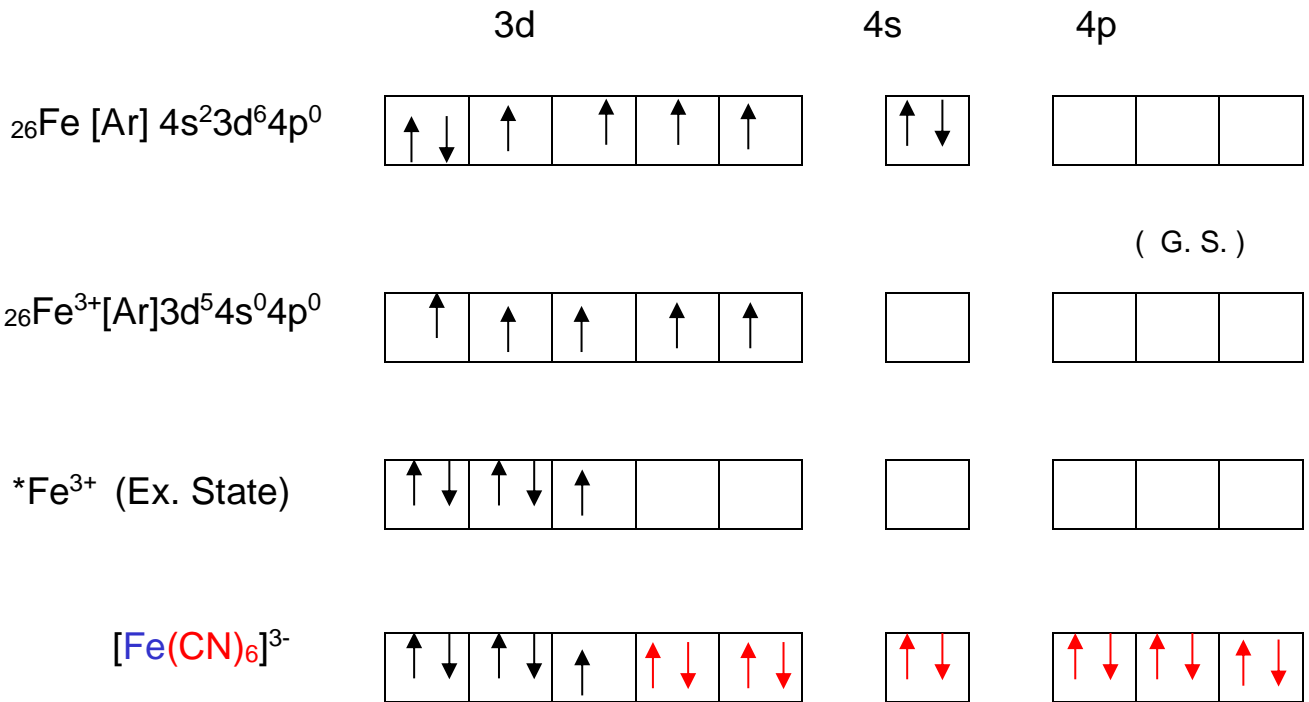 3d 4s 4p
₂₆Fe [Ar] 4s²3d⁶4p⁰
( G. S. )
₂₆Fe³⁺[Ar]3d⁵4s⁰4p⁰
*Fe³⁺ (Ex. State)
[Fe(CN)₆]³⁻